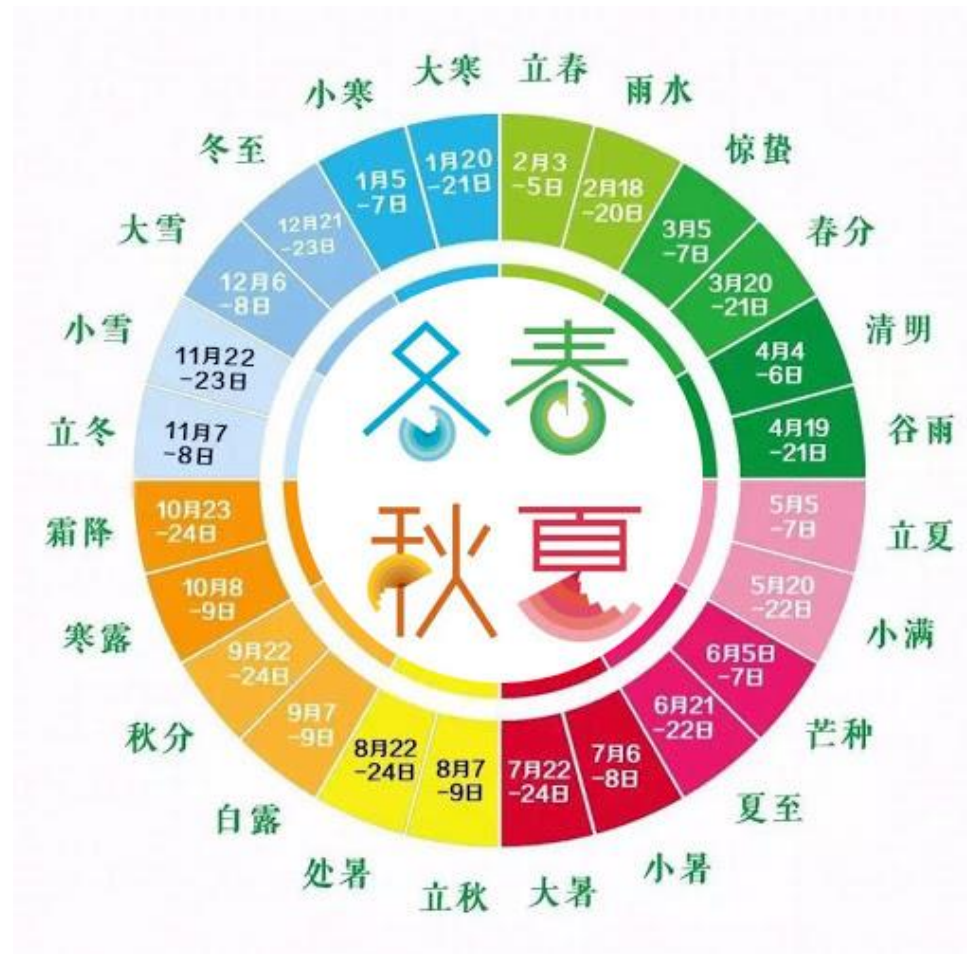 立春
2月3
-5日
雨水
2月18
-20日
惊蛰
3月5
-7日
春分
3月20
-21日
清明
4月4
-6日
谷雨
4月19
-21日
立夏
5月5
-7日
小满
5月20
-22日
芒种
6月5日
-7日
夏至
6月21
-22日
小暑
7月6
-8日
大暑
7月22
-24日
立秋
8月7
-9日
处暑
8月22
-24日
白露
9月7
-9日
秋分
9月22
-24日
寒露
10月8
-9日
霜降
10月23
-24日
立冬
11月7
-8日
小雪
11月22
-23日
大雪
12月6
-8日
冬至
12月21
-23日
小寒
1月5
-7日
大寒
1月20
-21日
冬 春
秋 夏